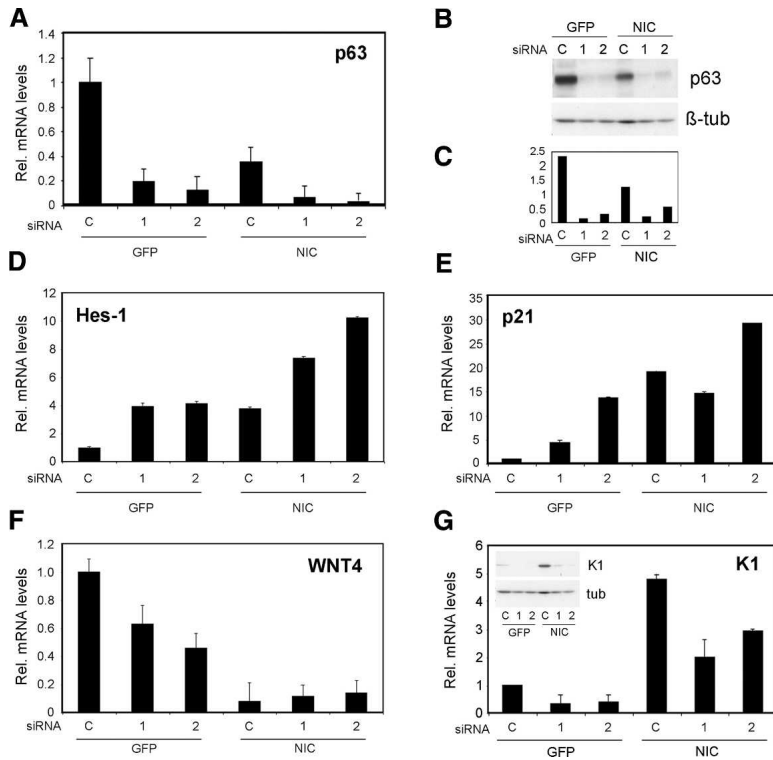 A
p63
Rel. mRNA levels
1.4
1.2
1
0.8
0.6
0.4
0.2
0
siRNA C 1 2 C 1 2
GFP NIC
B
GFP NIC
siRNA C 1 2 C 1 2
p63
ß-tub
C
2.5
2
1.5
1
0.5
0
C 1 2 C 1 2
siRNA
GFP NIC
D
Hes-1
Rel. mRNA levels
12
10
8
6
4
2
0
siRNA C 1 2 C 1 2
GFP NIC
E
p21
Rel. mRNA levels
35
30
25
20
15
10
5
0
siRNA C 1 2 C 1 2
GFP NIC
F
WNT4
Rel. mRNA levels
1.2
1.0
0.8
0.6
0.4
0.2
0
siRNA C 1 2 C 1 2
GFP NIC
G
K1
Rel. mRNA levels
6
5
4
3
2
1
0
K1
tub
C 1 2 C 1 2
GFP NIC
siRNA C 1 2 C 1 2
GFP NIC